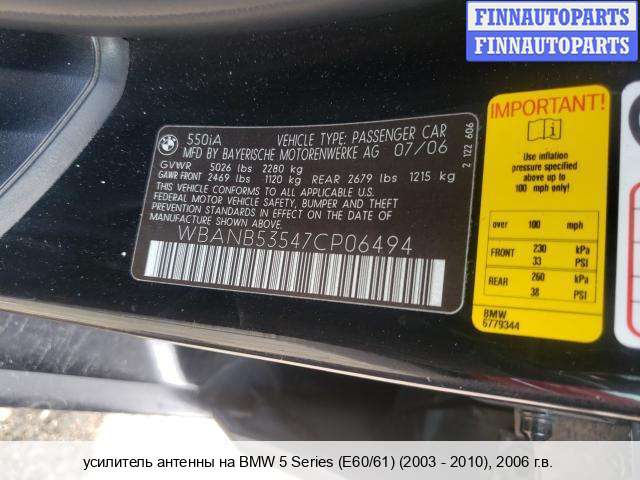 FINNAUTOPARTS
FINNAUTOPARTS
550iA VEHICLE TYPE: PASSENGER CAR
MFD BY BAYERISCHE MOTORENWERKE AG 07/06
GVWR 5026 lbs 2280 kg
GAWR FRONT 2469 lbs 1120 kg REAR 2679 lbs 1215 kg
THIS VEHICLE CONFORMS TO ALL APPLICABLE U.S.
FEDERAL MOTOR VEHICLE SAFETY, BUMPER AND THEFT
PREVENTION STANDARDS IN EFFECT ON THE DATE OF
MANUFACTURE SHOWN ABOVE.
WBANB53547CP06494
2 122 606
IMPORTANT!
Use inflation
pressure specified
above up to
100 mph only!
over 100 mph
FRONT 230 kPa
33 PSI
REAR 260 kPa
38 PSI
BMW
6779344
усилитель антенны на BMW 5 Series (E60/61) (2003 - 2010), 2006 г.в.